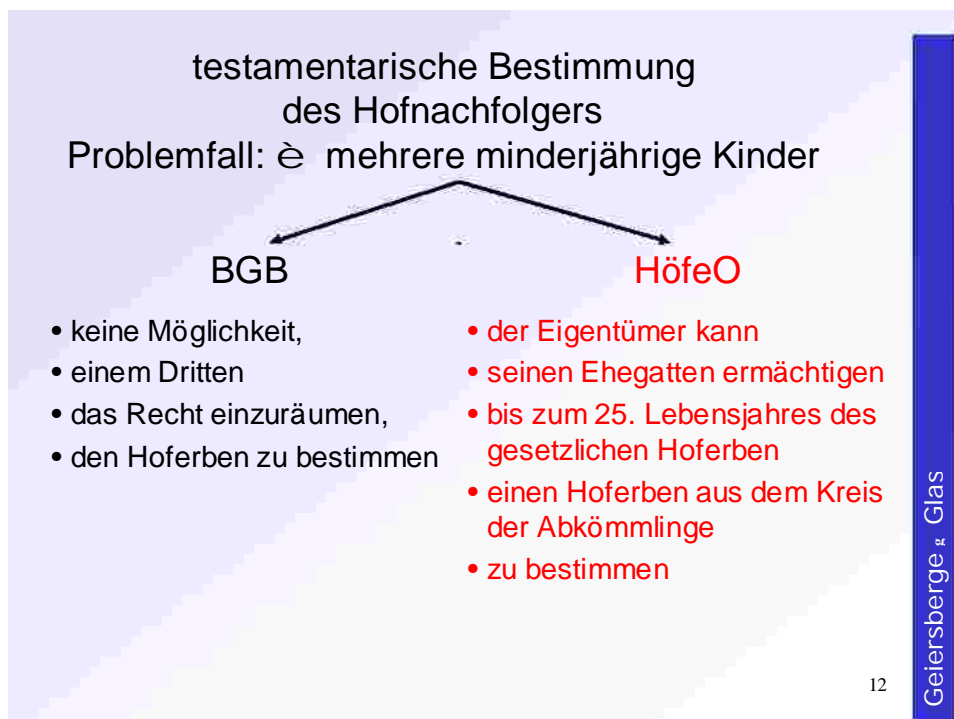 testamentarische Bestimmung
des Hofnachfolgers
Problemfall: è mehrere minderjährige Kinder
BGB
• keine Möglichkeit,
• einem Dritten
• das Recht einzuräumen,
• den Hoferben zu bestimmen
HöfeO
• der Eigentümer kann
• seinen Ehegatten ermächtigen
• bis zum 25. Lebensjahres des
gesetzlichen Hoferben
• einen Hoferben aus dem Kreis
der Abkömmlinge
• zu bestimmen
Geiersberge g Glas
12